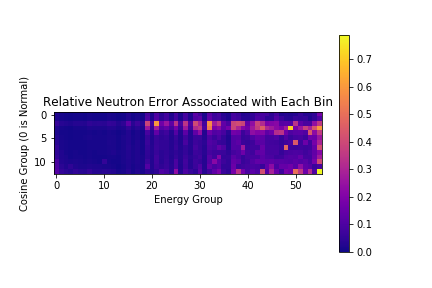 Relative Neutron Error Associated with Each Bin
Cosine Group (0 is Normal)
0
5
10
0 10 20 30 40 50
Energy Group
0.7
0.6
0.5
0.4
0.3
0.2
0.1
0.0